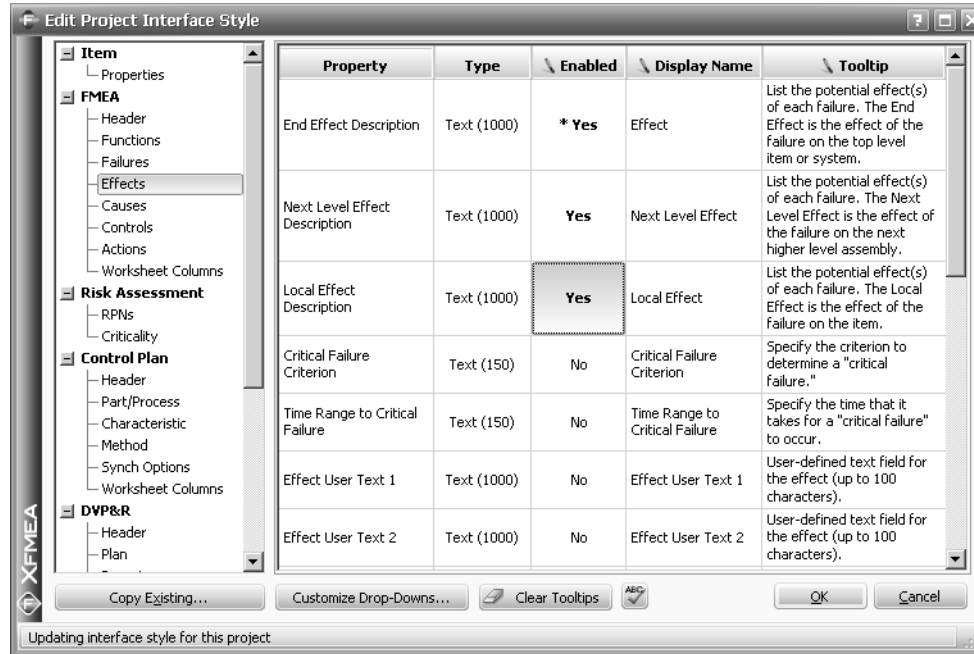 Edit Project Interface Style
Item
Properties
FMEA
Header
Functions
Failures
Effects
Causes
Controls
Actions
Worksheet Columns
Risk Assessment
RPNs
Criticality
Control Plan
Header
Part/Process
Characteristic
Method
Synch Options
Worksheet Columns
DVP&R
Header
Plan
Property Type Enabled Display Name Tooltip
End Effect Description Text (1000) * Yes Effect
List the potential effect(s)
of each failure. The End
Effect is the effect of the
failure on the top level
item or system.
Next Level Effect
Description
Text (1000) Yes Next Level Effect
List the potential effect(s)
of each failure. The Next
Level Effect is the effect of
the failure on the next
higher level assembly.
Local Effect
Description
Text (1000) Yes Local Effect
List the potential effect(s)
of each failure. The Local
Effect is the effect of the
failure on the item.
Critical Failure
Criterion
Text (150) No
Critical Failure
Criterion
Specify the criterion to
determine a "critical
failure."
Time Range to Critical
Failure
Text (150) No
Time Range to
Critical Failure
Specify the time that it
takes for a "critical failure"
to occur.
Effect User Text 1 Text (1000) No Effect User Text 1
User-defined text field for
the effect (up to 100
characters).
Effect User Text 2 Text (1000) No Effect User Text 2
User-defined text field for
the effect (up to 100
characters).
XFMEA
Copy Existing... Customize Drop-Downs... Clear Tooltips ABC OK Cancel
Updating interface style for this project